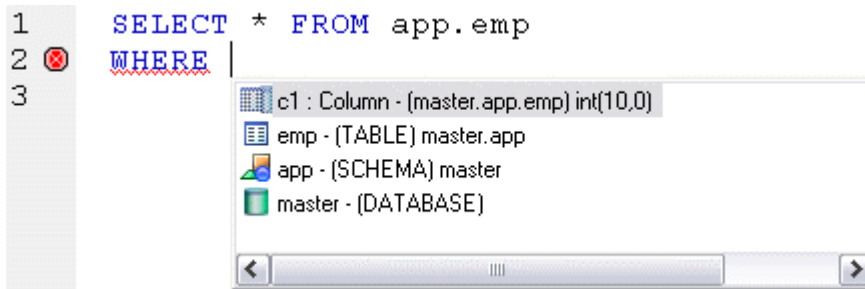 1 SELECT * FROM app.emp
2 WHERE
3
c1 : Column - (master.app.emp) int(10,0)
emp - (TABLE) master.app
app - (SCHEMA) master
master - (DATABASE)